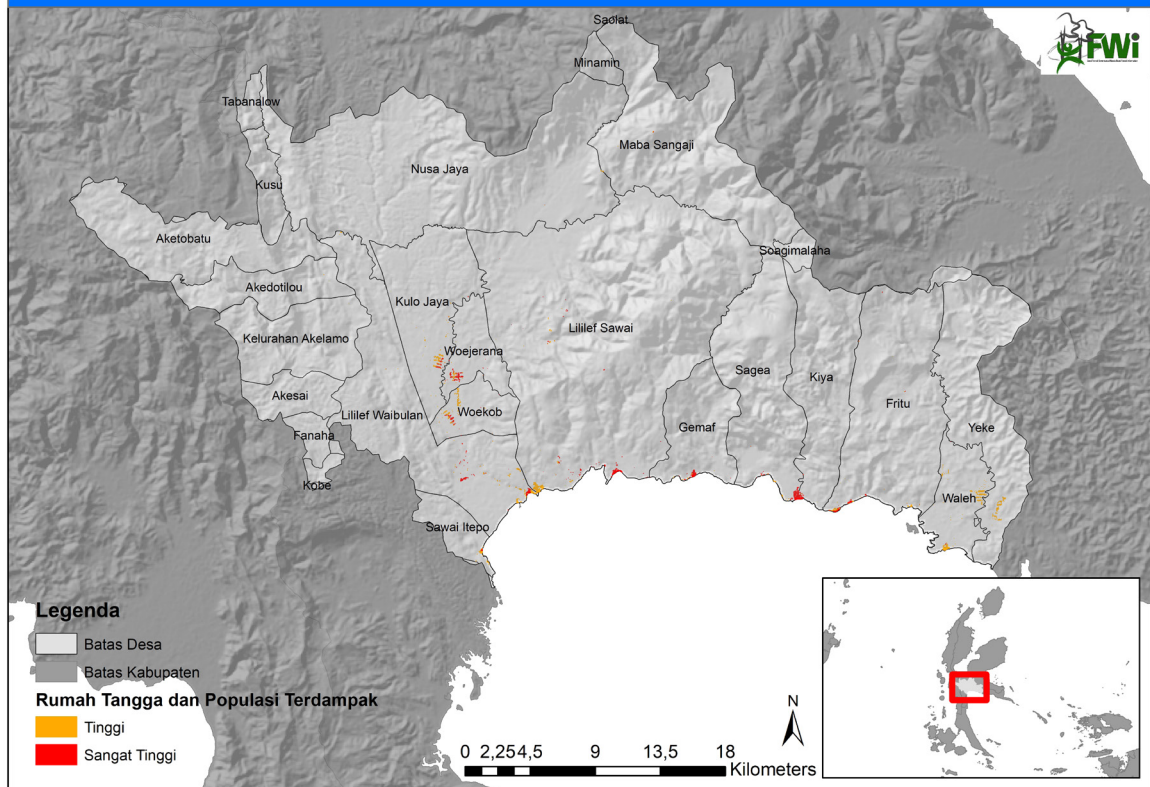 Saolat
FWi
Minamin
Tabanalow
Maba Sangaji
Nusa Jaya
Kusu
Aketobatu
Soagimalaha
Akedotilou
Kulo Jaya
Lililef Sawai
Kelurahan Akelamo
Woejerana
Sagea
Kiya
Akesai
Fritu
Lililef Waibulan
Woekob
Gemaf
Yeke
Fanaha
Kobe
Waleh
Sawai Itepo
Legenda
Batas Desa
Batas Kabupaten
Rumah Tangga dan Populasi Terdampak
Tinggi
Sangat Tinggi
N
0 2,25 4,5 9 13,5 18
Kilometers